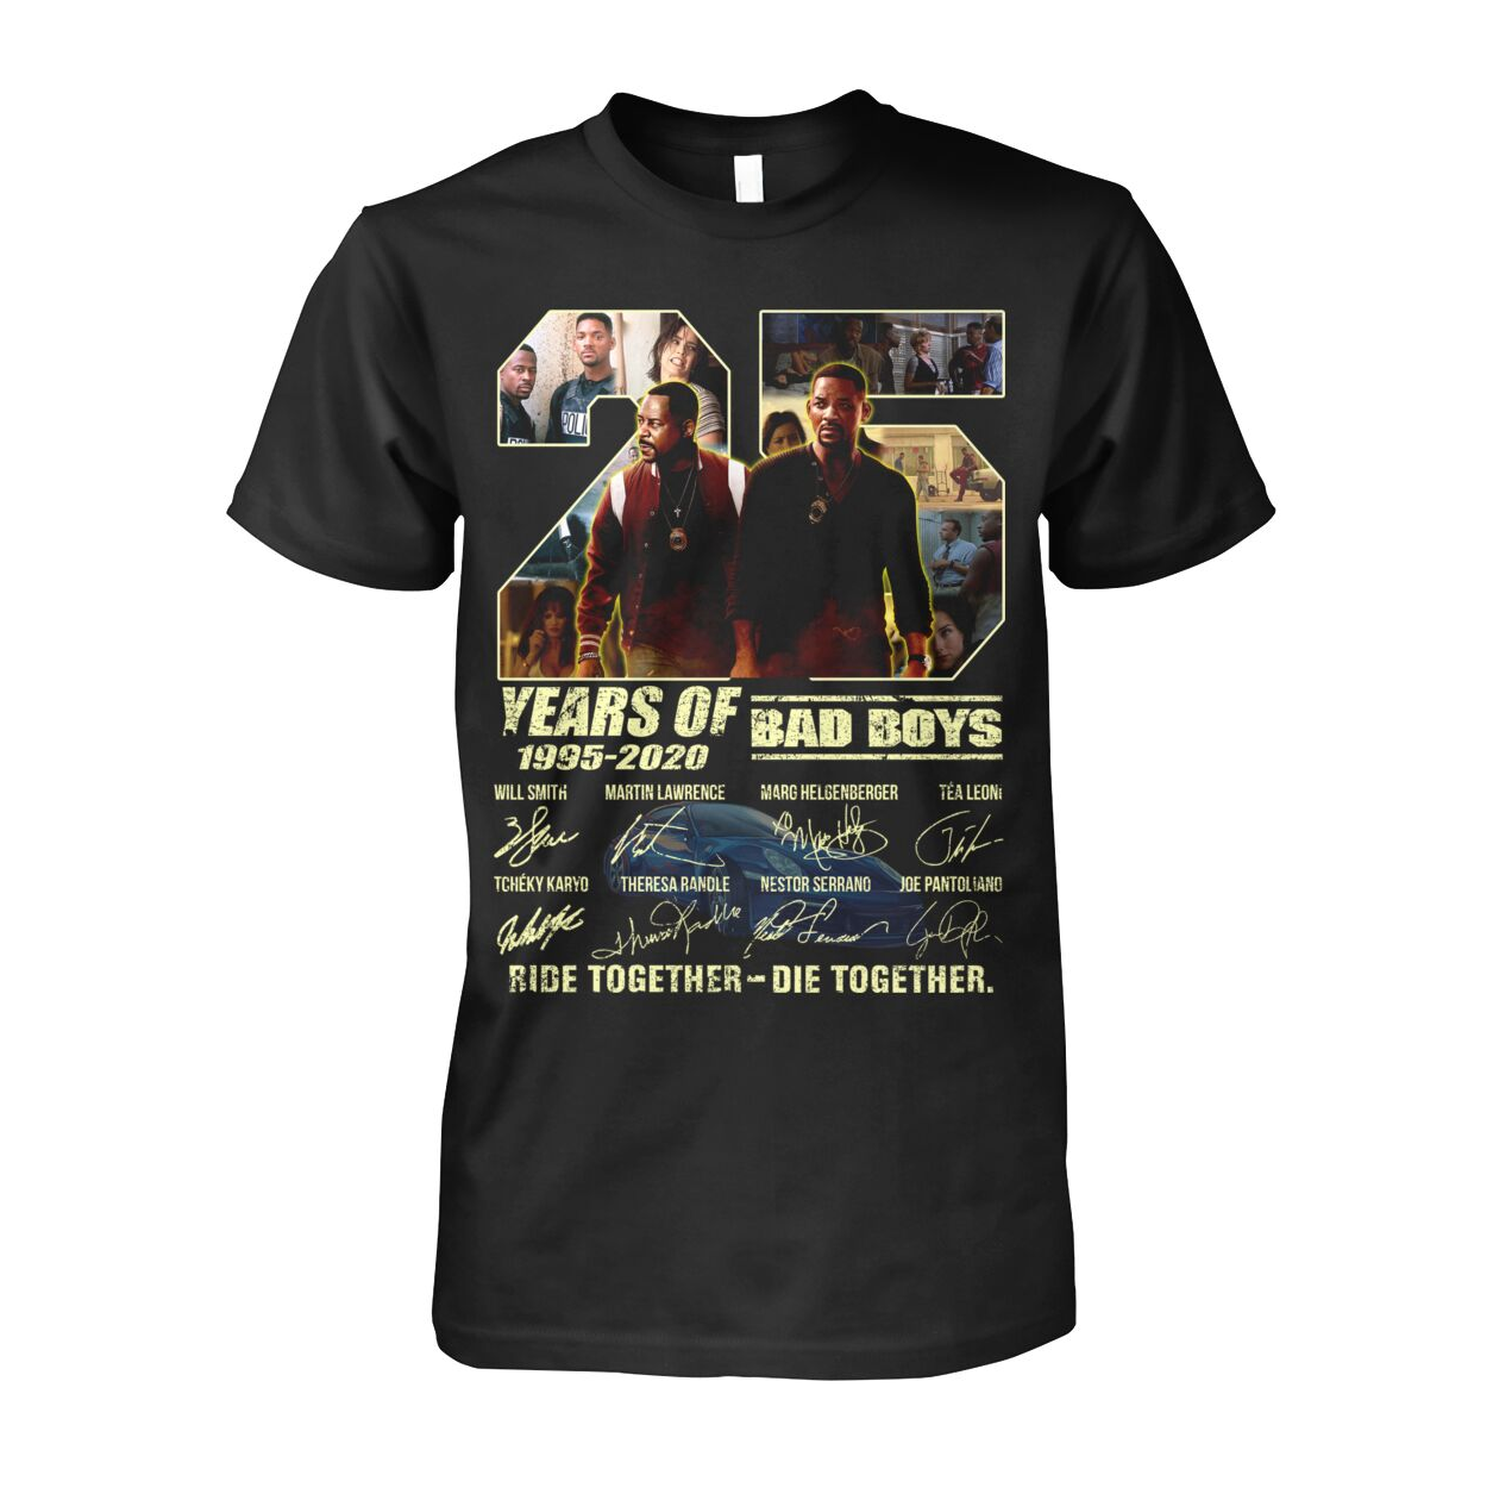 25
POLI
YEARS OF BAD BOYS
1995-2020
WILL SMITH MARTIN LAWRENCE MARG HELGENBERGER TÉA LEONI
TCHÉKY KARYO THERESA RANDLE NESTOR SERRANO JOE PANTOLIANO
RIDE TOGETHER - DIE TOGETHER.